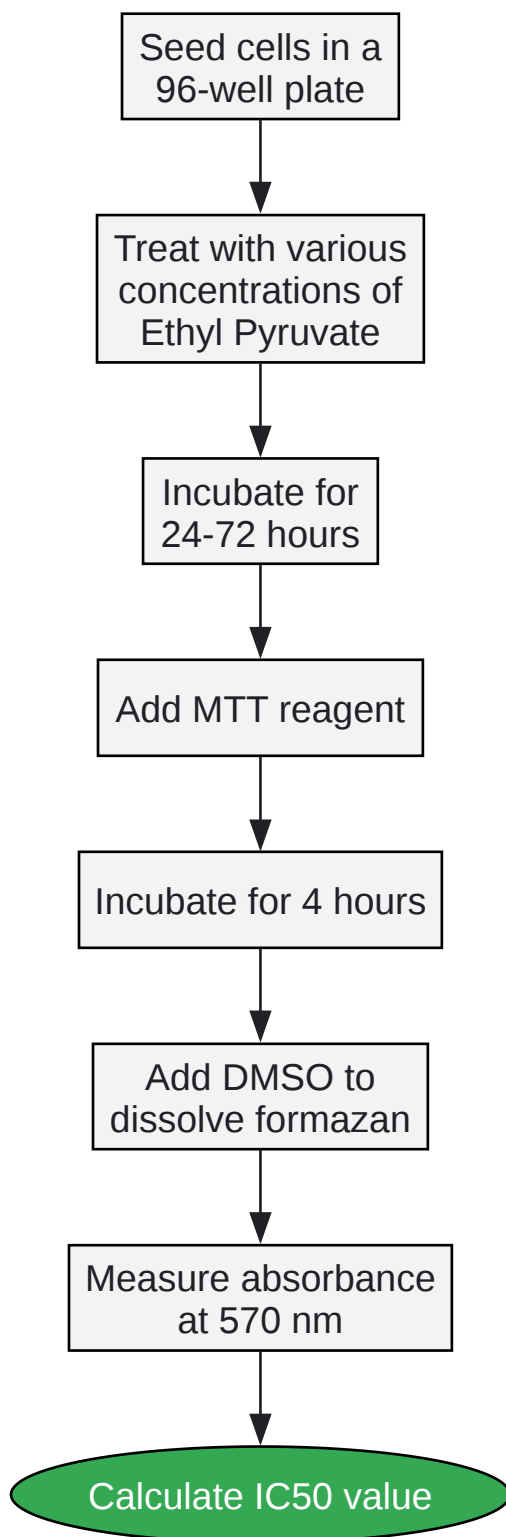 Seed cells in a
96-well plate
Treat with various
concentrations of
Ethyl Pyruvate
Incubate for
24-72 hours
Add MTT reagent
Incubate for 4 hours
Add DMSO to
dissolve formazan
Measure absorbance
at 570 nm
Calculate IC50 value